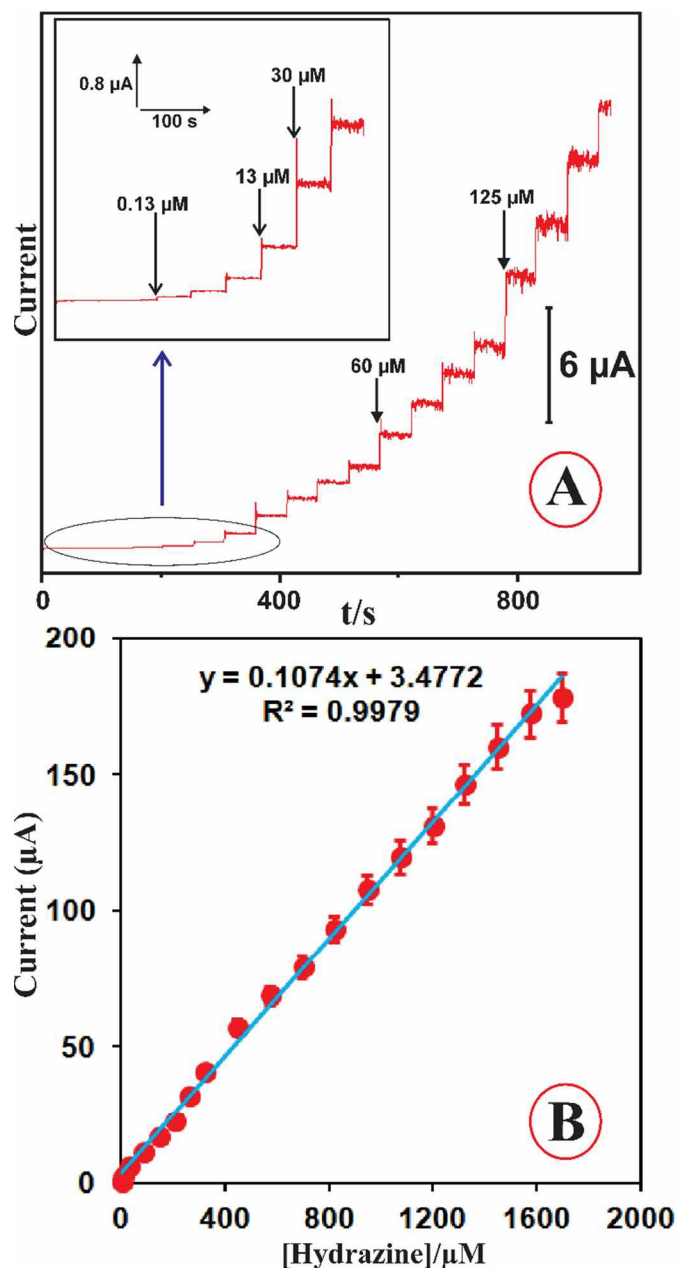 30 µM
0.8 µA
100 s
13 µM
0.13 µM
125 µM
Current
60 µM
6 µA
A
0
400
800
t/s
200
y = 0.1074x + 3.4772
R² = 0.9979
150
Current (µA)
100
50
B
0
0
400
800
1200
1600
2000
[Hydrazine]/µM